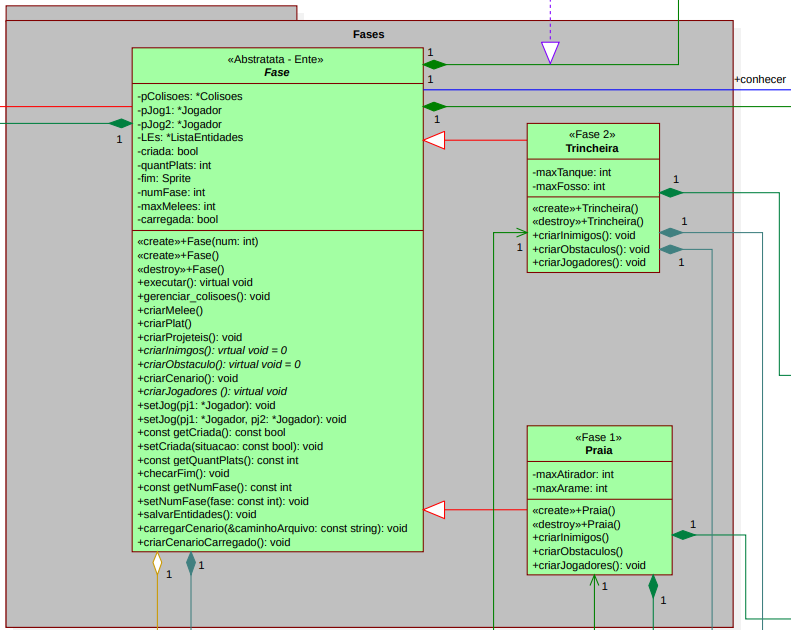 Fases
«Abstratata - Ente»
Fase
-pColisoes: *Colisoes
-pJog1: *Jogador
-pJog2: *Jogador
-LEs: *ListaEntidades
-criada: bool
-quantPlats: int
-fim: Sprite
-numFase: int
-maxMelees: int
-carregada: bool
«create»+Fase(num: int)
«create»+Fase()
«destroy»+Fase()
+executar(): virtual void
+gerenciar_colisoes(): void
+criarMelee()
+criarPlat()
+criarProjeteis(): void
+criarInimgos(): vrtual void = 0
+criarObstaculo(): virtual void = 0
+criarCenario(): void
+criarJogadores (): virtual void
+setJog(pj1: *Jogador): void
+setJog(pj1: *Jogador, pj2: *Jogador): void
+const getCriada(): const bool
+setCriada(situacao: const bool): void
+const getQuantPlats(): const int
+checarFim(): void
+const getNumFase(): const int
+setNumFase(fase: const int): void
+salvarEntidades(): void
+carregarCenario(&caminhoArquivo: const string): void
+criarCenarioCarregado(): void
1
1
1
1
1
1
+conhecer
«Fase 2»
Trincheira
-maxTanque: int
-maxFosso: int
«create»+Trincheira()
«destroy»+Trincheira()
+criarInimigos(): void
+criarObstaculos(): void
+criarJogadores(): void
1
1
1
1
«Fase 1»
Praia
-maxAtirador: int
-maxArame: int
«create»+Praia()
«destroy»+Praia()
+criarInimigos()
+criarObstaculos()
+criarJogadores(): void
1
1
1